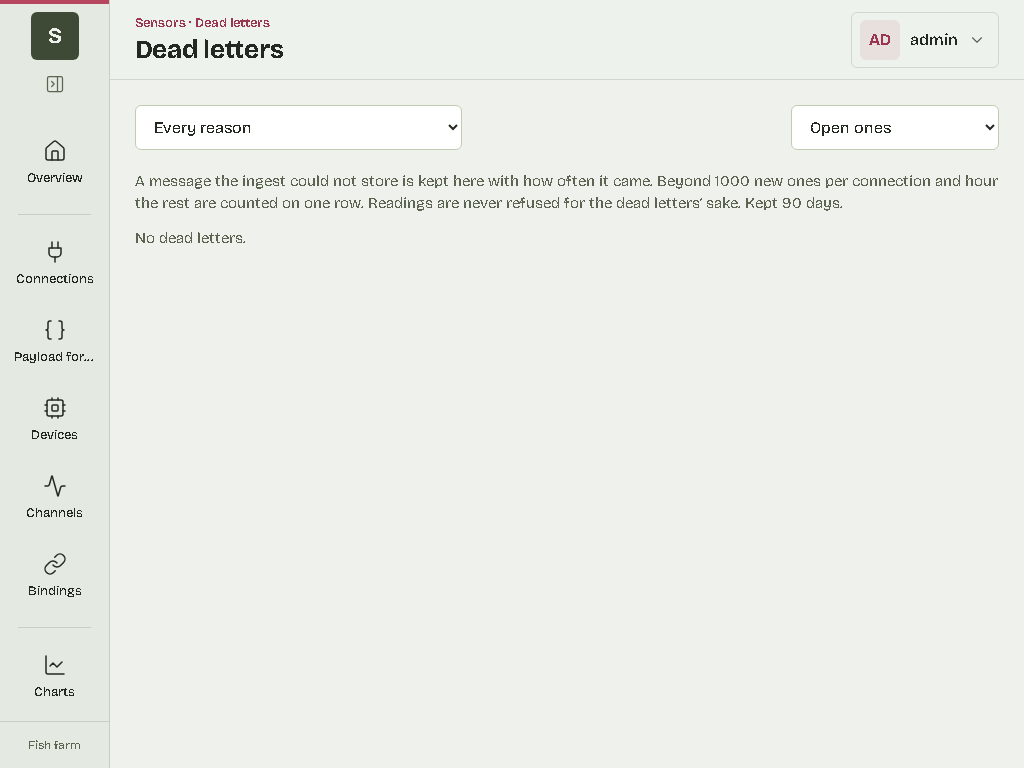 S
Sensors · Dead letters
Dead letters
AD admin
Overview
Connections
Payload for...
Devices
Channels
Bindings
Charts
Fish farm
Every reason
Open ones
A message the ingest could not store is kept here with how often it came. Beyond 1000 new ones per connection and hour
the rest are counted on one row. Readings are never refused for the dead letters’ sake. Kept 90 days.
No dead letters.